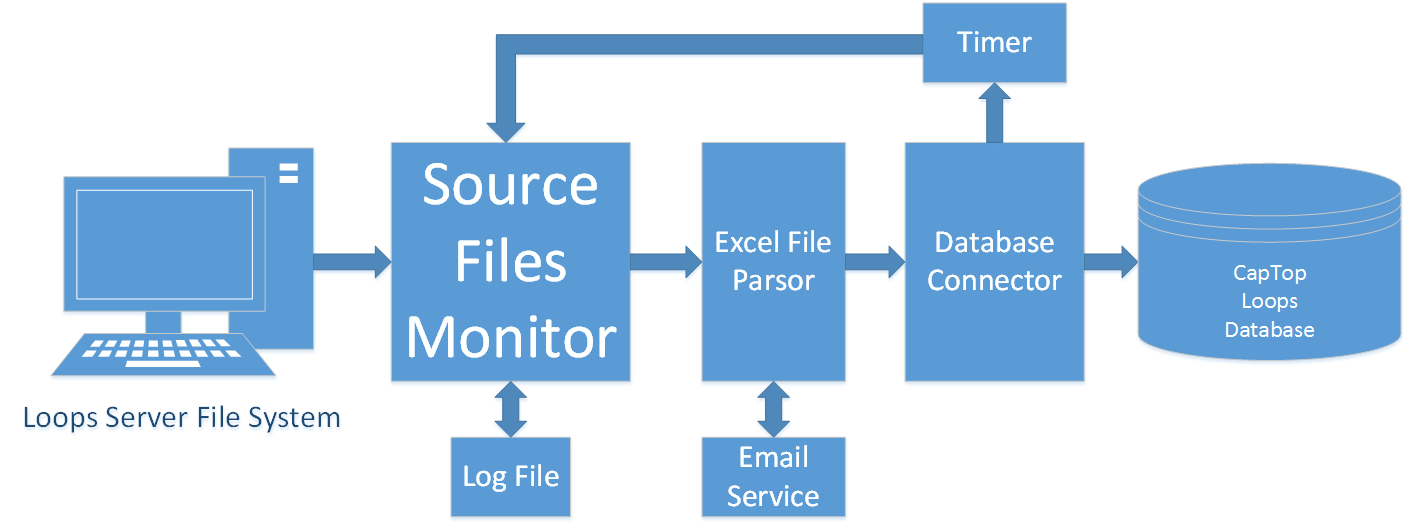 Timer
Source
Files
Monitor
Excel File
Parsor
Database
Connector
CapTop
Loops
Database
Loops Server File System
Log File
Email
Service